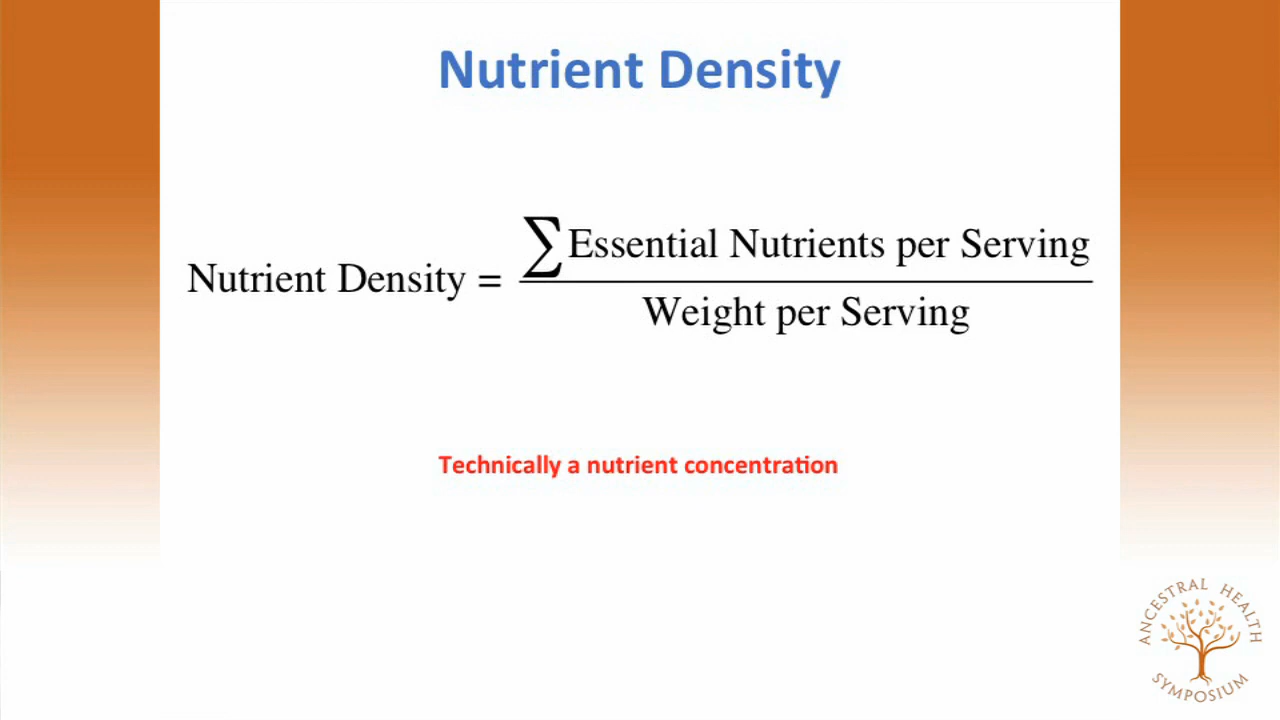 Nutrient Density
Nutrient Density = ∑Essential Nutrients per Serving
Weight per Serving
Technically a nutrient concentration
ANCESTRAL HEALTH
SYMPOSIUM